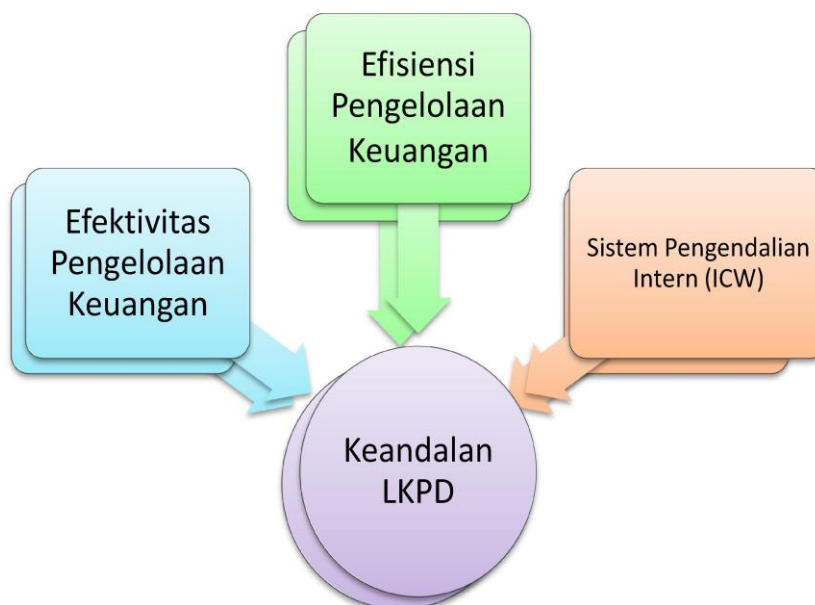 Efisiensi
Pengelolaan
Keuangan
Efektivitas
Pengelolaan
Keuangan
Sistem Pengendalian
Intern (ICW)
Keandalan
LKPD